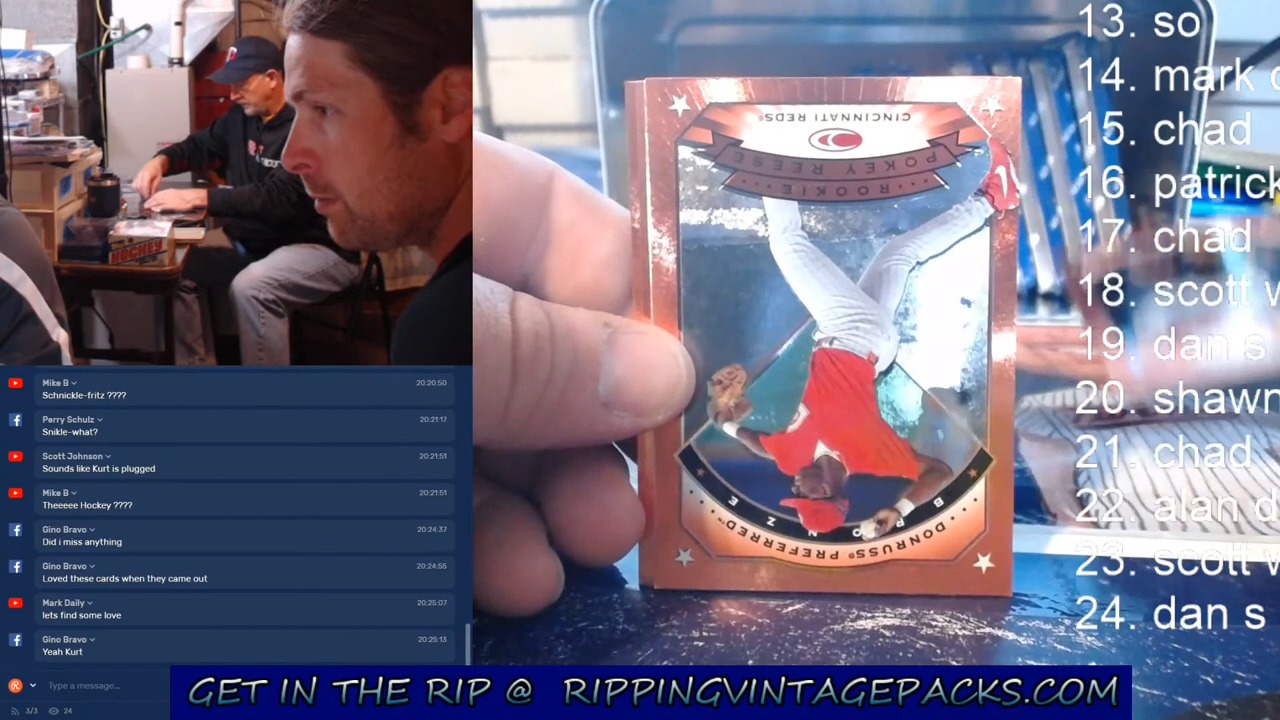 HOCKEY
Mike B
20:20:50
Schnickle-fritz ????
Perry Schulz
20:21:17
Snikle-what?
Scott Johnson
20:21:51
Sounds like Kurt is plugged
Mike B
20:21:51
Theeeee Hockey ????
Gino Bravo
20:24:37
Did i miss anything
Gino Bravo
20:24:55
Loved these cards when they came out
Mark Daily
20:25:07
lets find some love
Gino Bravo
20:25:13
Yeah Kurt
Type a message...
3/3
24
CINCINNATI REDS®
POKEY REESE
ROOKIE
BRONZE
DONRUSS® PREFERRED™
13. so
14. mark
15. chad
16. patrick
17. chad
18. scott w
19. dan s
20. shawn
21. chad
22. alan d
23. scott w
24. dan s
GET IN THE RIP @ RIPPINGVINTAGEPACKS.COM